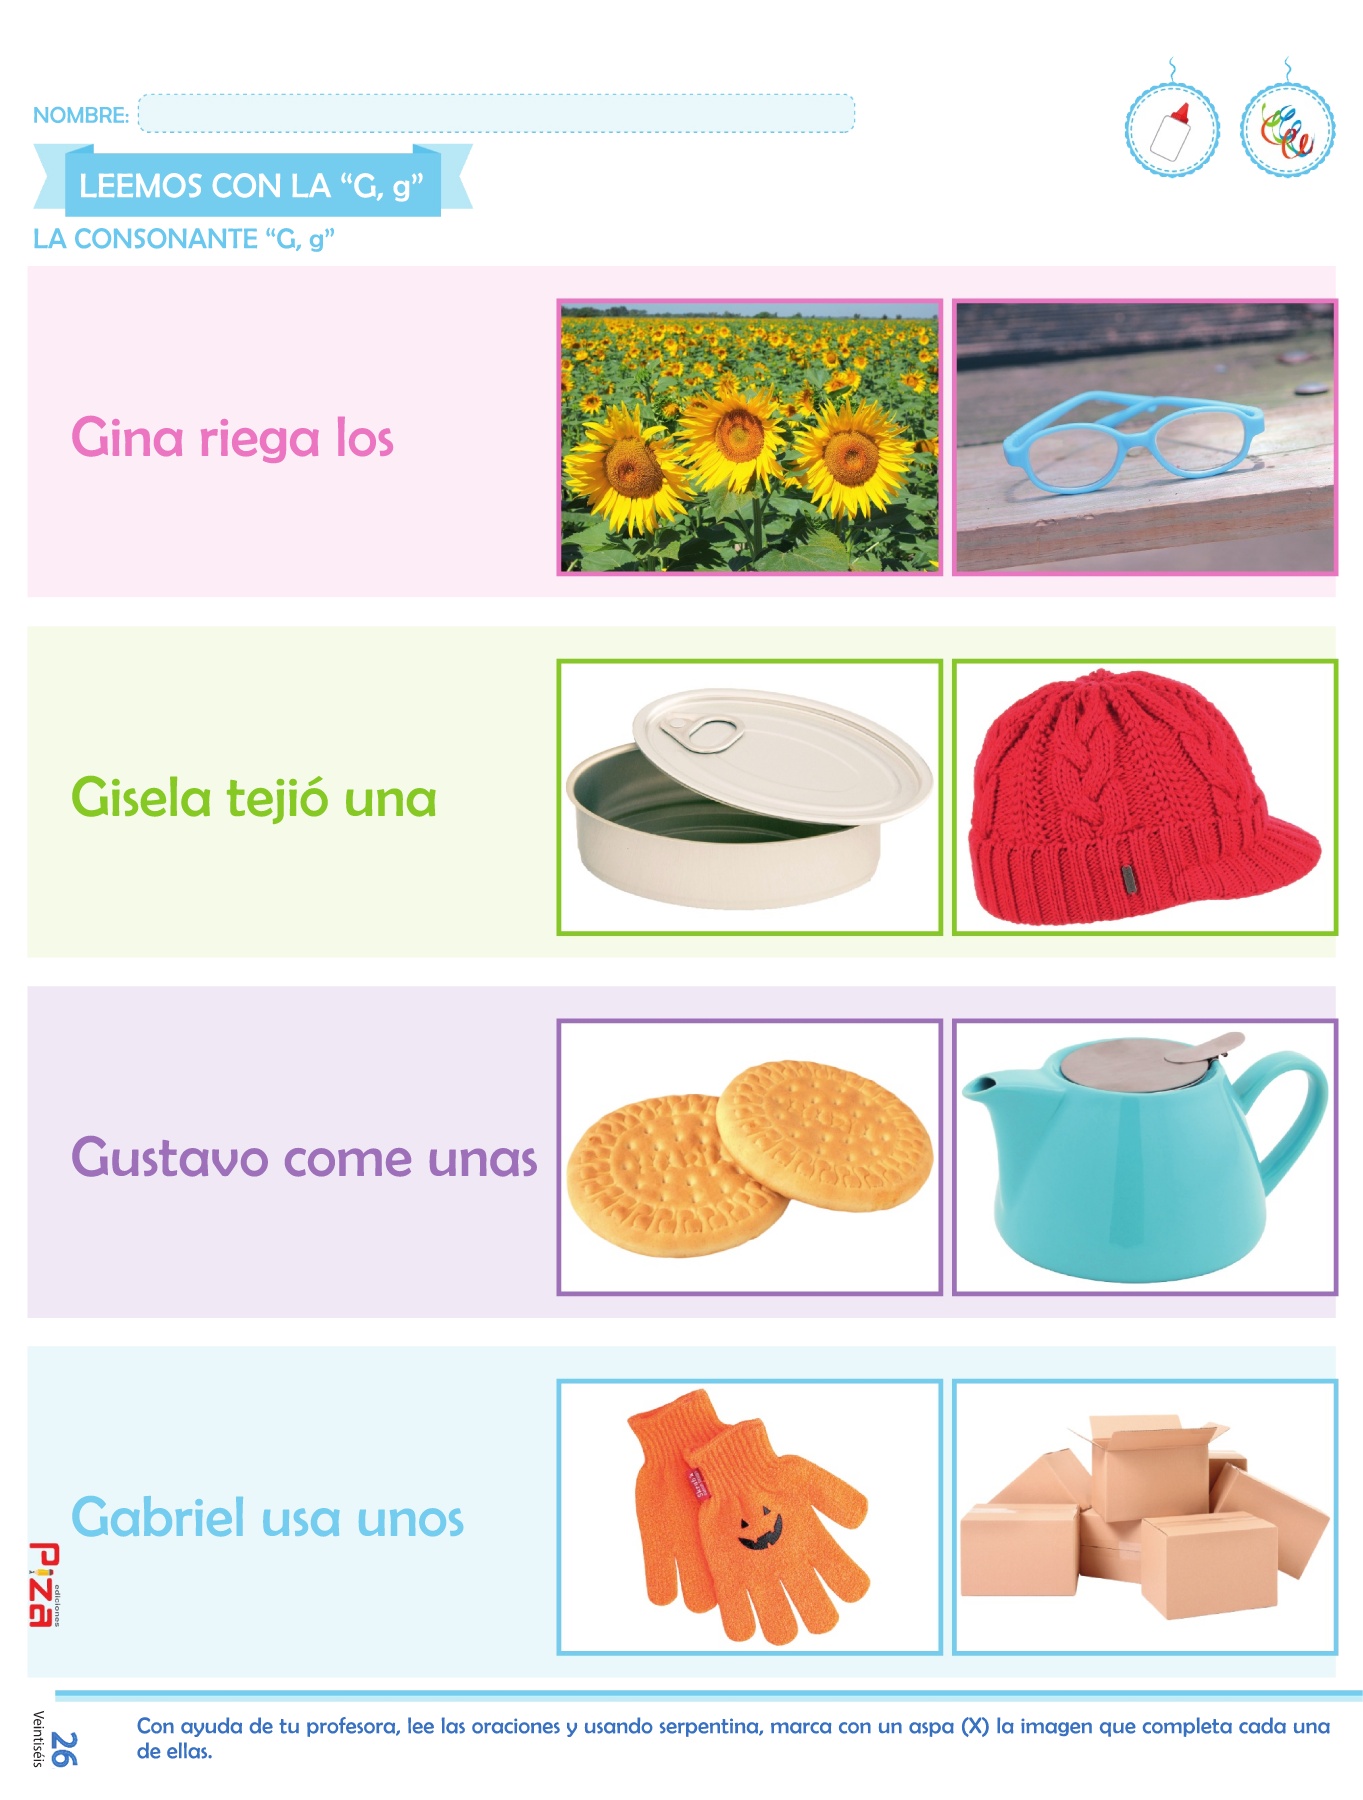 NOMBRE:
LEEMOS CON LA “G, g”
LA CONSONANTE “G, g”
Gina riega los
Gisela tejió una
Gustavo come unas
Gabriel usa unos
Piza
ediciones
26
Veintiséis
Con ayuda de tu profesora, lee las oraciones y usando serpentina, marca con un aspa (X) la imagen que completa cada una
de ellas.